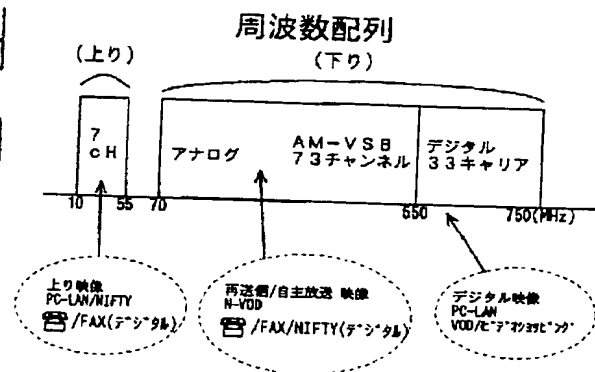 周波数配列
(上り)
(下り)
7
cH
アナログ
AM-VSB
73チャンネル
デジタル
33キャリア
10
55
70
650
750(MHz)
上り映像
PC-LAN/NIFTY
☎/FAX(デジタル)
再送信/自主放送 映像
N-VOD
☎/FAX/NIFTY(デジタル)
デジタル映像
PC-LAN
VOD/ビデオショッピング